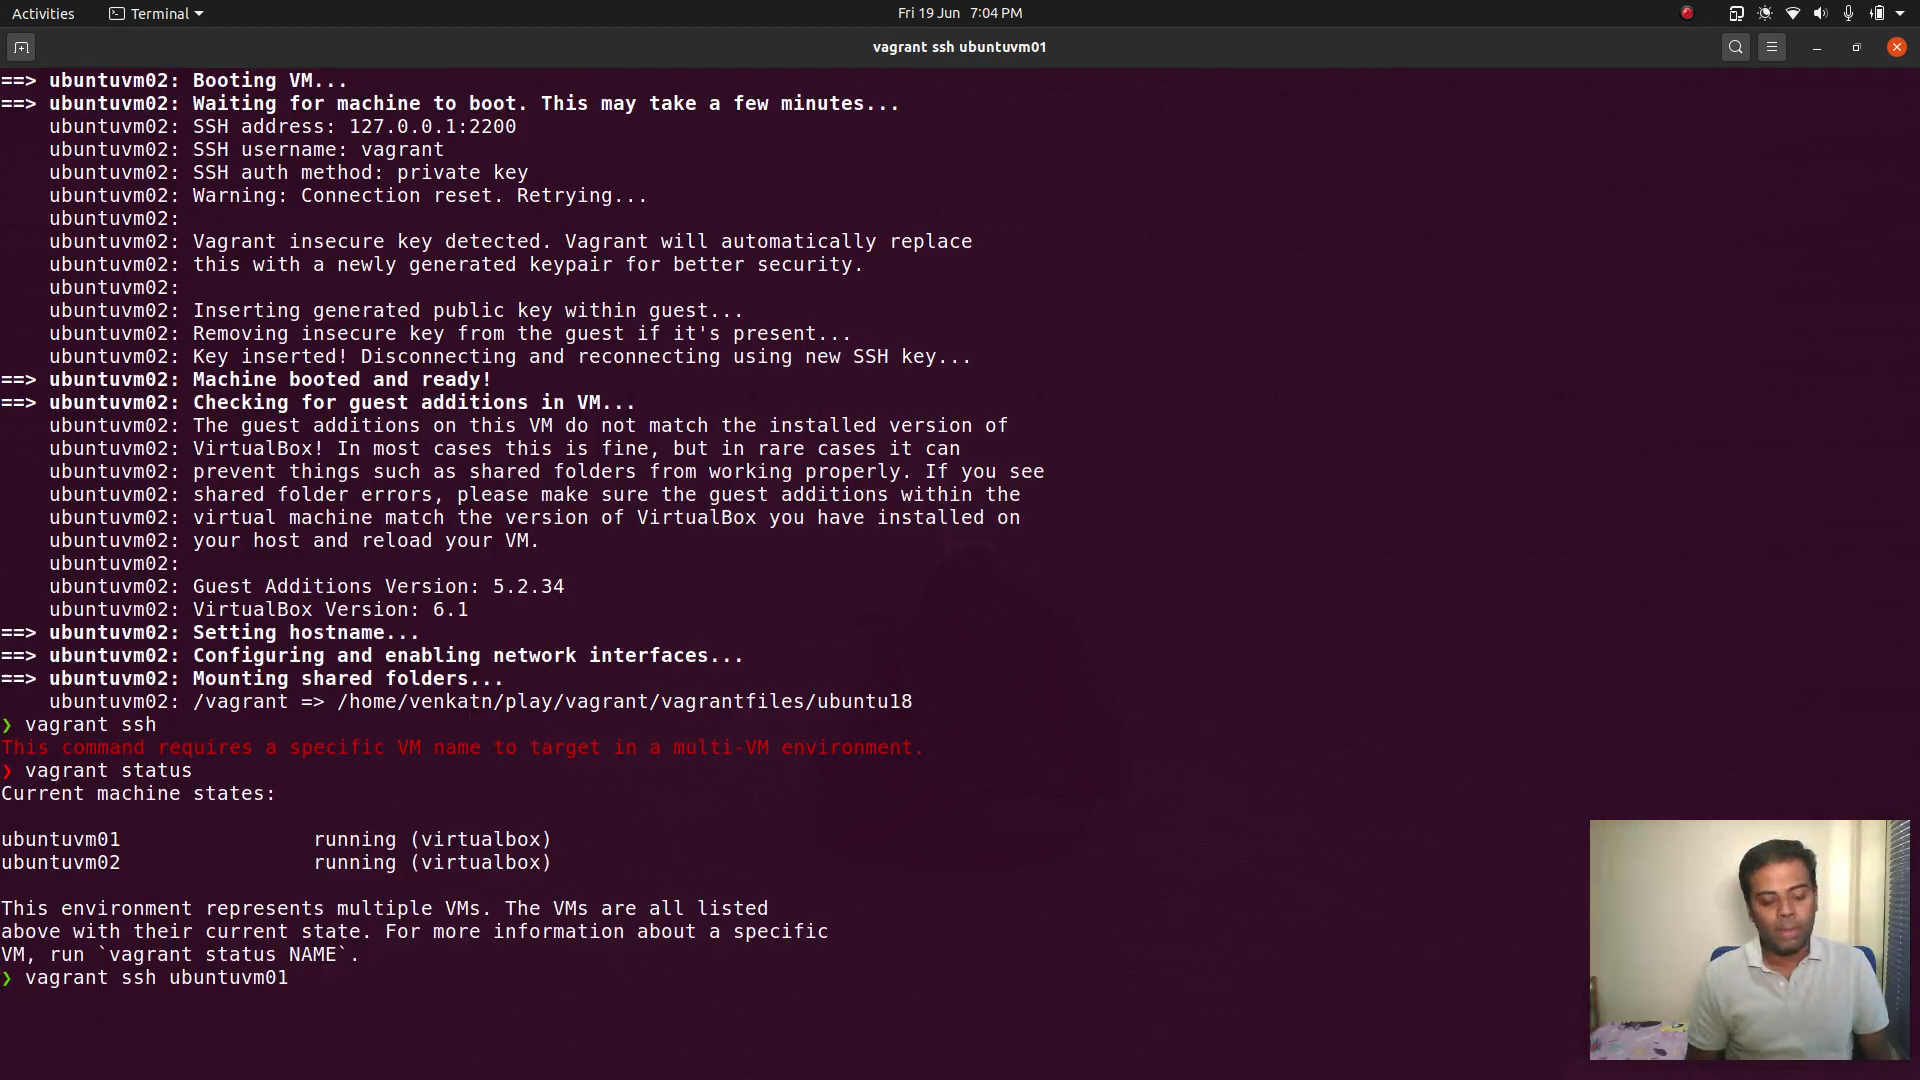 Activities
Terminal
Fri 19 Jun 7:04 PM
vagrant ssh ubuntuvm01
==> ubuntuvm02: Booting VM...
==> ubuntuvm02: Waiting for machine to boot. This may take a few minutes...
    ubuntuvm02: SSH address: 127.0.0.1:2200
    ubuntuvm02: SSH username: vagrant
    ubuntuvm02: SSH auth method: private key
    ubuntuvm02: Warning: Connection reset. Retrying...
    ubuntuvm02:
    ubuntuvm02: Vagrant insecure key detected. Vagrant will automatically replace
    ubuntuvm02: this with a newly generated keypair for better security.
    ubuntuvm02:
    ubuntuvm02: Inserting generated public key within guest...
    ubuntuvm02: Removing insecure key from the guest if it's present...
    ubuntuvm02: Key inserted! Disconnecting and reconnecting using new SSH key...
==> ubuntuvm02: Machine booted and ready!
==> ubuntuvm02: Checking for guest additions in VM...
    ubuntuvm02: The guest additions on this VM do not match the installed version of
    ubuntuvm02: VirtualBox! In most cases this is fine, but in rare cases it can
    ubuntuvm02: prevent things such as shared folders from working properly. If you see
    ubuntuvm02: shared folder errors, please make sure the guest additions within the
    ubuntuvm02: virtual machine match the version of VirtualBox you have installed on
    ubuntuvm02: your host and reload your VM.
    ubuntuvm02:
    ubuntuvm02: Guest Additions Version: 5.2.34
    ubuntuvm02: VirtualBox Version: 6.1
==> ubuntuvm02: Setting hostname...
==> ubuntuvm02: Configuring and enabling network interfaces...
==> ubuntuvm02: Mounting shared folders...
    ubuntuvm02: /vagrant => /home/venkatn/play/vagrant/vagrantfiles/ubuntu18
❯ vagrant ssh
This command requires a specific VM name to target in a multi-VM environment.
❯ vagrant status
Current machine states:
ubuntuvm01                running (virtualbox)
ubuntuvm02                running (virtualbox)
This environment represents multiple VMs. The VMs are all listed
above with their current state. For more information about a specific
VM, run `vagrant status NAME`.
❯ vagrant ssh ubuntuvm01